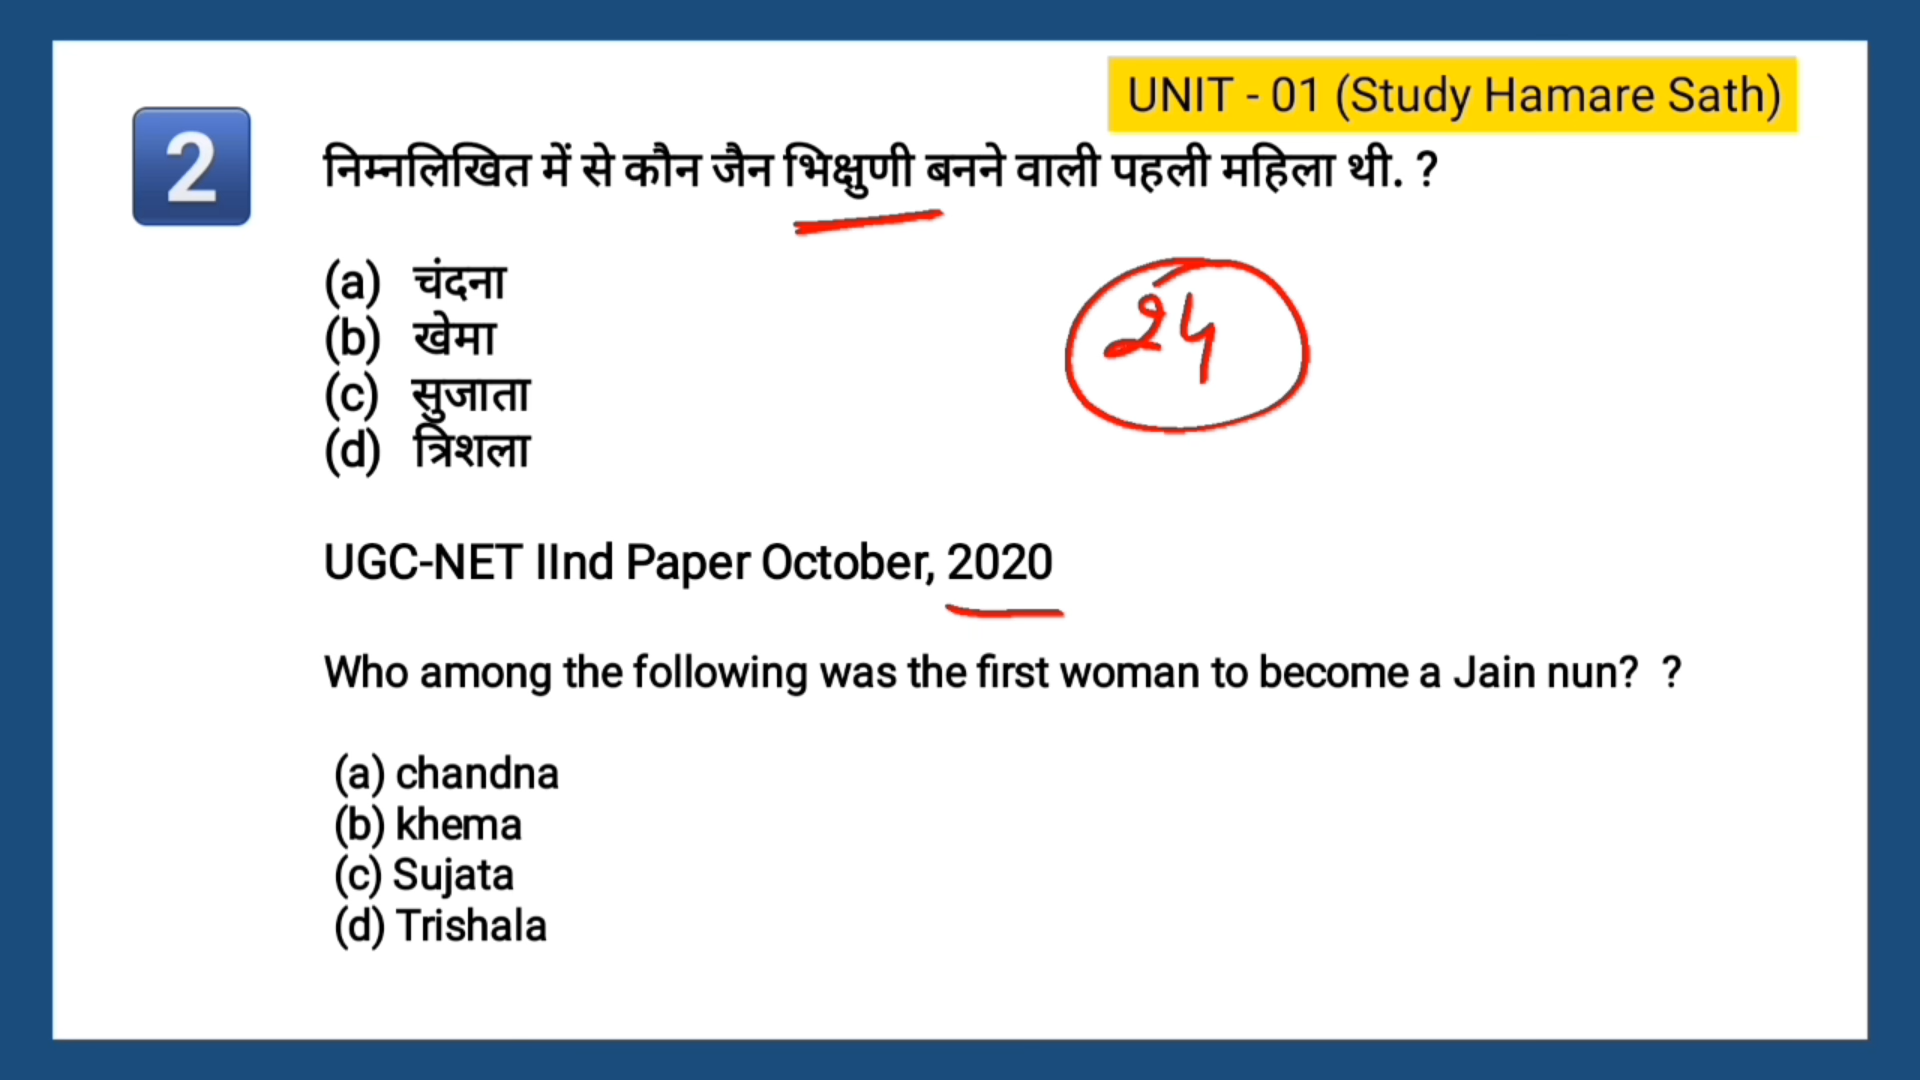 UNIT - 01 (Study Hamare Sath)
2
निम्नलिखित में से कौन जैन भिक्षुणी बनने वाली पहली महिला थी. ?
(a) चंदना
(b) खेमा
(c) सुजाता
(d) त्रिशला
24
UGC-NET IInd Paper October, 2020
Who among the following was the first woman to become a Jain nun? ?
(a) chandna
(b) khema
(c) Sujata
(d) Trishala